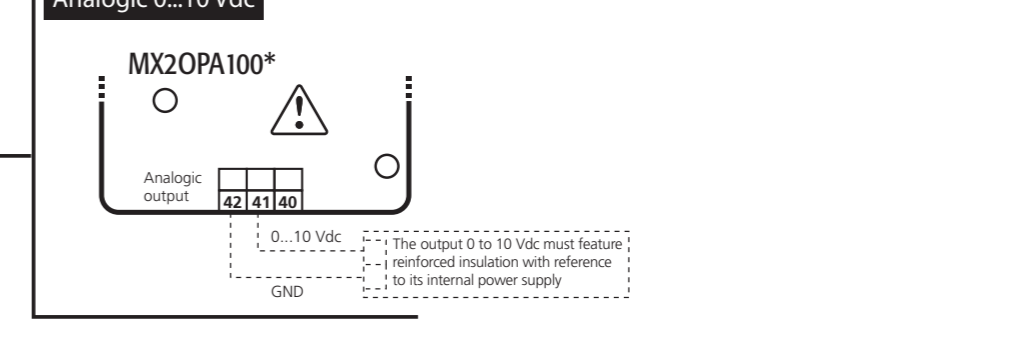 Analogic 0...10 Vdc
MX2OPA100*
Analogic
output
42 41 40
0...10 Vdc
GND
The output 0 to 10 Vdc must feature
reinforced insulation with reference
to its internal power supply